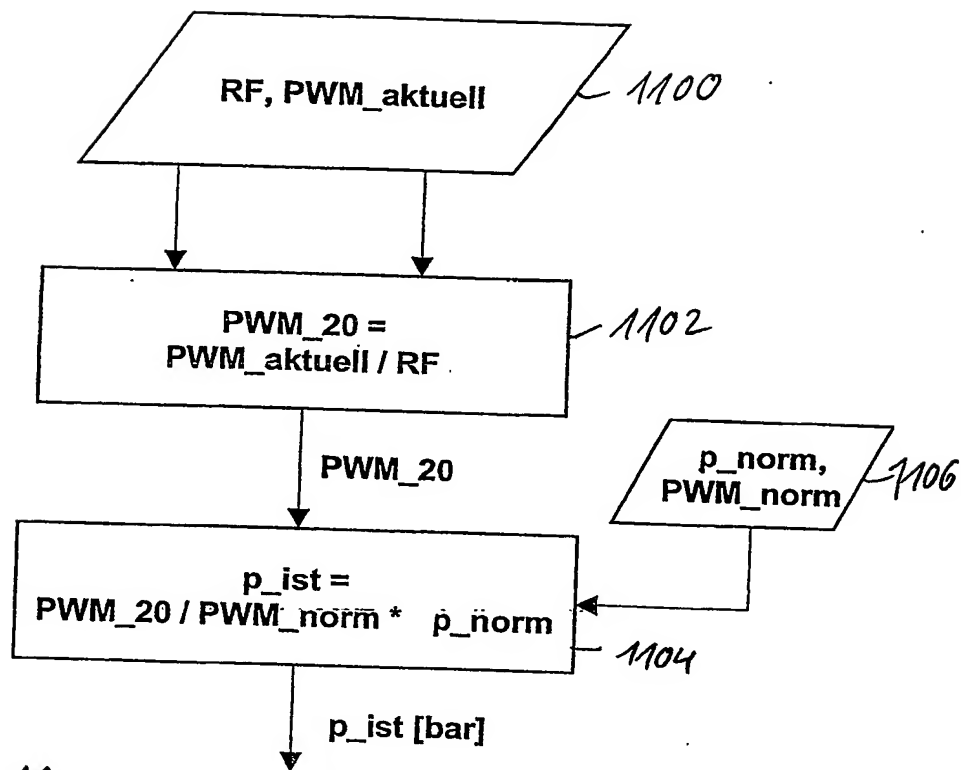 RF, PWM_aktuell
1100
PWM_20 =
PWM_aktuell / RF
1102
PWM_20
p_norm,
PWM_norm
1106
p_ist =
PWM_20 / PWM_norm * p_norm
1104
p_ist [bar]